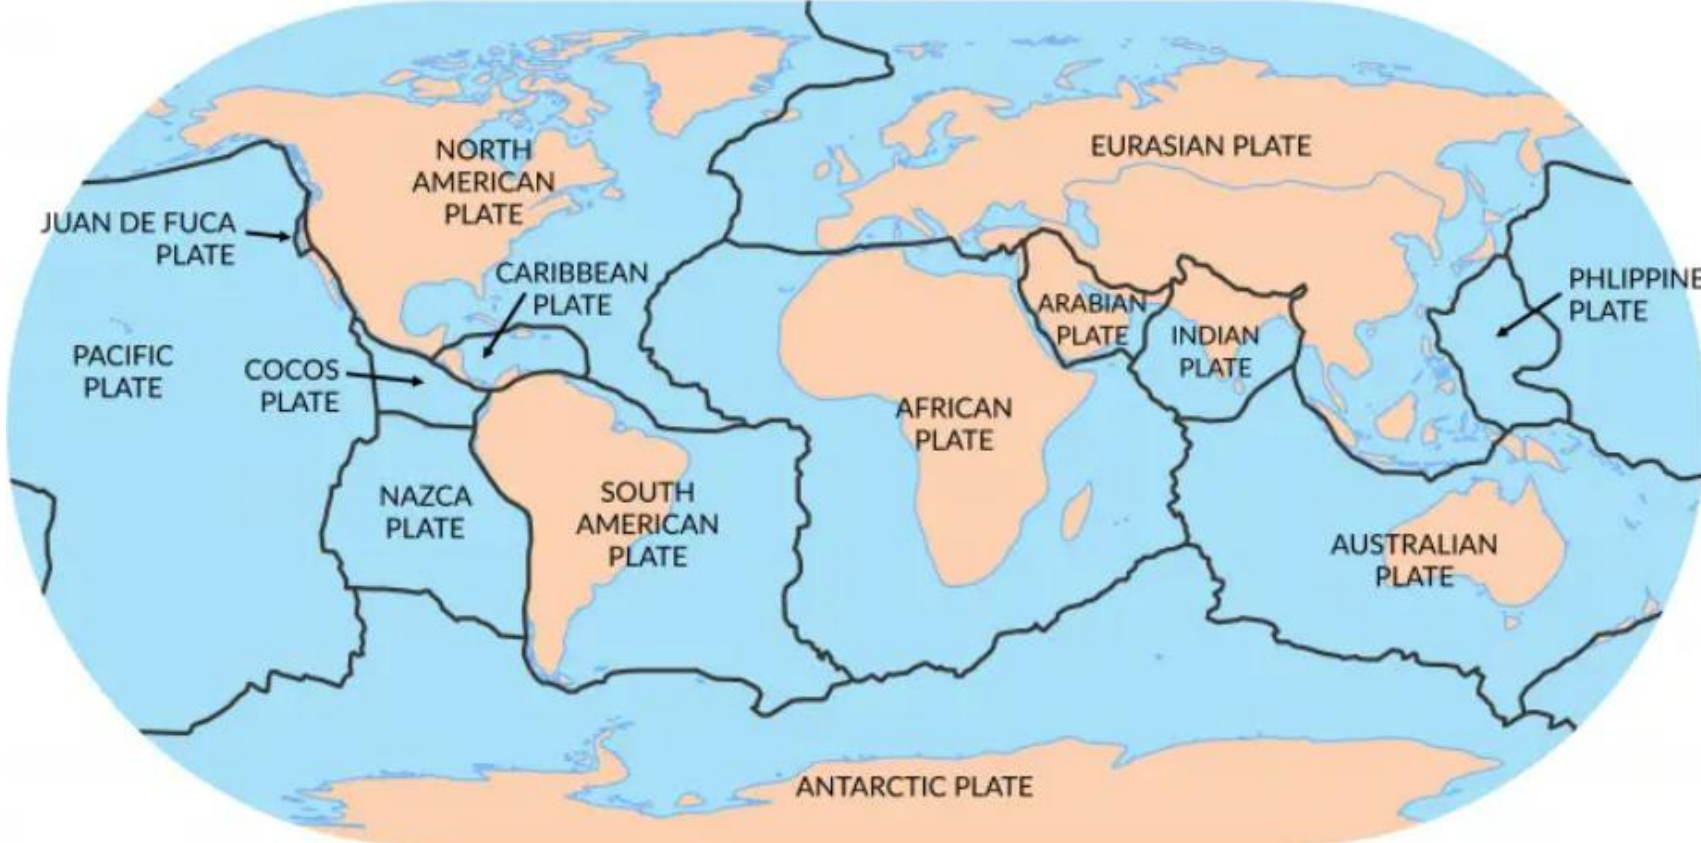 NORTH
AMERICAN
PLATE
EURASIAN PLATE
JUAN DE FUCA
PLATE
CARIBBEAN
PLATE
PHLIPPINE
PLATE
ARABIAN
PLATE
INDIAN
PLATE
PACIFIC
PLATE
COCOS
PLATE
AFRICAN
PLATE
NAZCA
PLATE
SOUTH
AMERICAN
PLATE
AUSTRALIAN
PLATE
ANTARCTIC PLATE